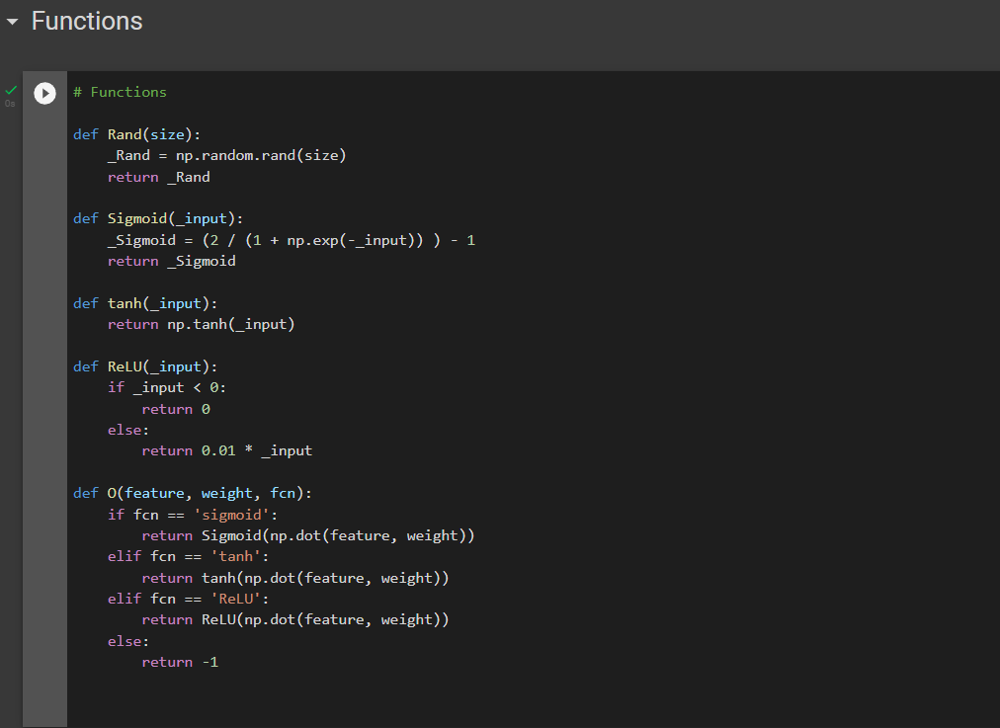 Functions
0s
# Functions
def Rand(size):
    _Rand = np.random.rand(size)
    return _Rand
def Sigmoid(_input):
    _Sigmoid = (2 / (1 + np.exp(-_input)) ) - 1
    return _Sigmoid
def tanh(_input):
    return np.tanh(_input)
def ReLU(_input):
    if _input < 0:
        return 0
    else:
        return 0.01 * _input
def O(feature, weight, fcn):
    if fcn == 'sigmoid':
        return Sigmoid(np.dot(feature, weight))
    elif fcn == 'tanh':
        return tanh(np.dot(feature, weight))
    elif fcn == 'ReLU':
        return ReLU(np.dot(feature, weight))
    else:
        return -1